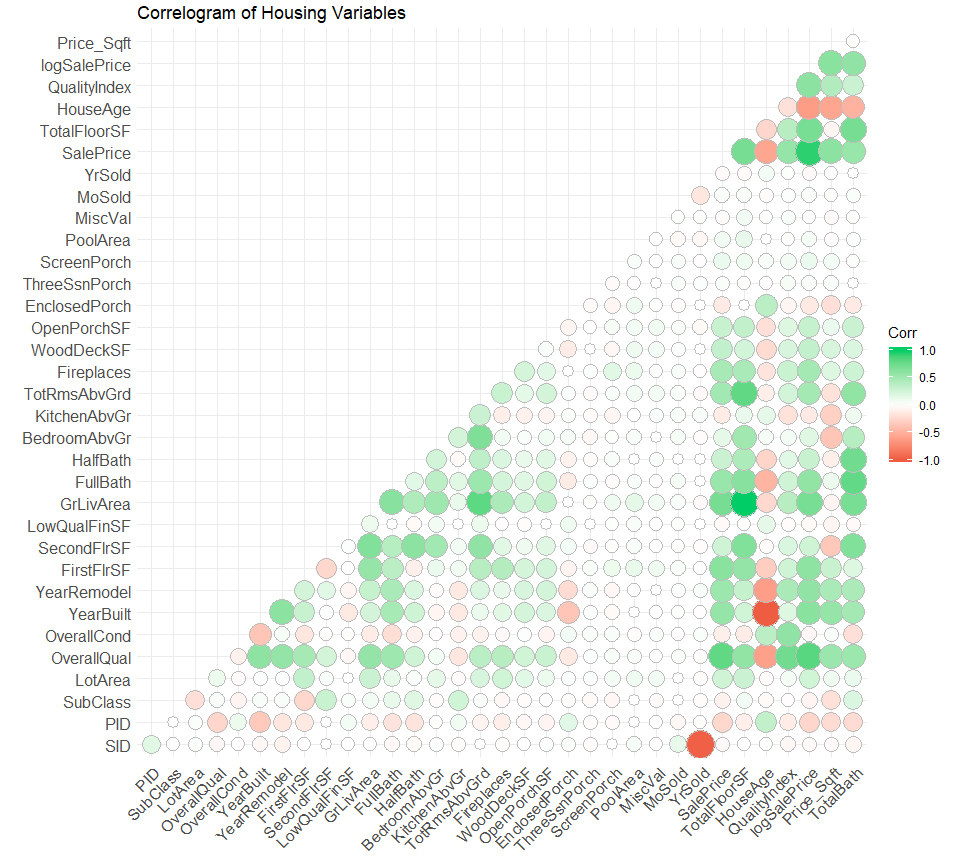 Correlogram of Housing Variables
Price_Sqft
logSalePrice
QualityIndex
HouseAge
TotalFloorSF
SalePrice
YrSold
MoSold
MiscVal
PoolArea
ScreenPorch
ThreeSsnPorch
EnclosedPorch
OpenPorchSF
WoodDeckSF
Fireplaces
TotRmsAbvGrd
KitchenAbvGr
BedroomAbvGr
HalfBath
FullBath
GrLivArea
LowQualFinSF
SecondFlrSF
FirstFlrSF
YearRemodel
YearBuilt
OverallCond
OverallQual
LotArea
SubClass
PID
SID
PID
SubClass
LotArea
OverallQual
OverallCond
YearBuilt
YearRemodel
FirstFlrSF
SecondFlrSF
LowQualFinSF
GrLivArea
FullBath
HalfBath
BedroomAbvGr
KitchenAbvGr
TotRmsAbvGrd
Fireplaces
WoodDeckSF
OpenPorchSF
EnclosedPorch
ThreeSsnPorch
ScreenPorch
PoolArea
MiscVal
MoSold
YrSold
SalePrice
TotalFloorSF
HouseAge
QualityIndex
logSalePrice
Price_Sqft
TotalBath
Corr
1.0
0.5
0.0
-0.5
-1.0